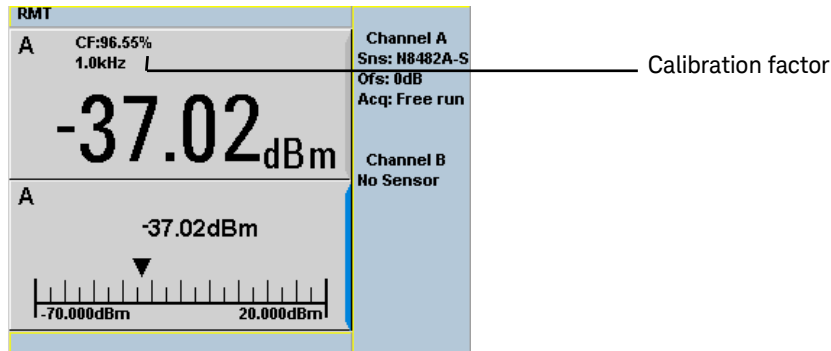 RMT
A
CF:96.55%
1.0kHz
-37.02dBm
A
-37.02dBm
-70.000dBm
20.000dBm
Channel A
Sns: N8482A-S
Ofs: 0dB
Acq: Free run
Channel B
No Sensor
Calibration factor